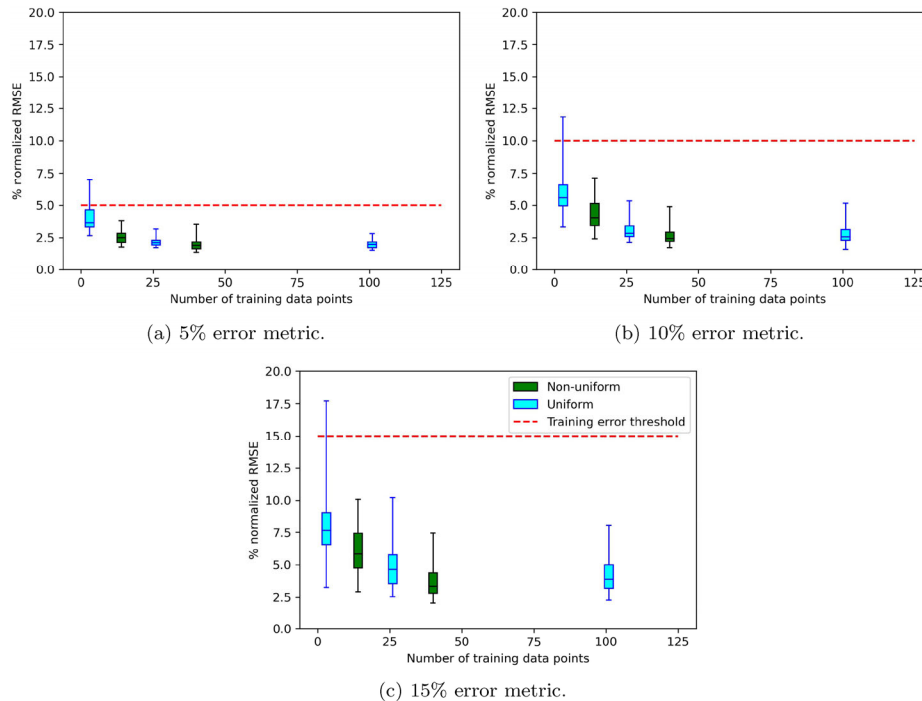 20.0
17.5
15.0
12.5
10.0
7.5
5.0
2.5
0.0
% normalized RMSE
0 25 50 75 100 125
Number of training data points
(a) 5% error metric.
20.0
17.5
15.0
12.5
10.0
7.5
5.0
2.5
0.0
% normalized RMSE
0 25 50 75 100 125
Number of training data points
(b) 10% error metric.
20.0
17.5
15.0
12.5
10.0
7.5
5.0
2.5
0.0
% normalized RMSE
Non-uniform
Uniform
Training error threshold
0 25 50 75 100 125
Number of training data points
(c) 15% error metric.